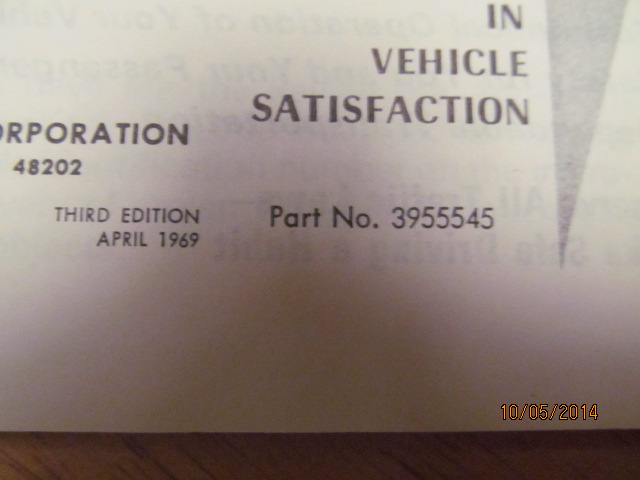 IN
VEHICLE
SATISFACTION
ORPORATION
48202
THIRD EDITION
APRIL 1969
Part No. 3955545
10/05/2014